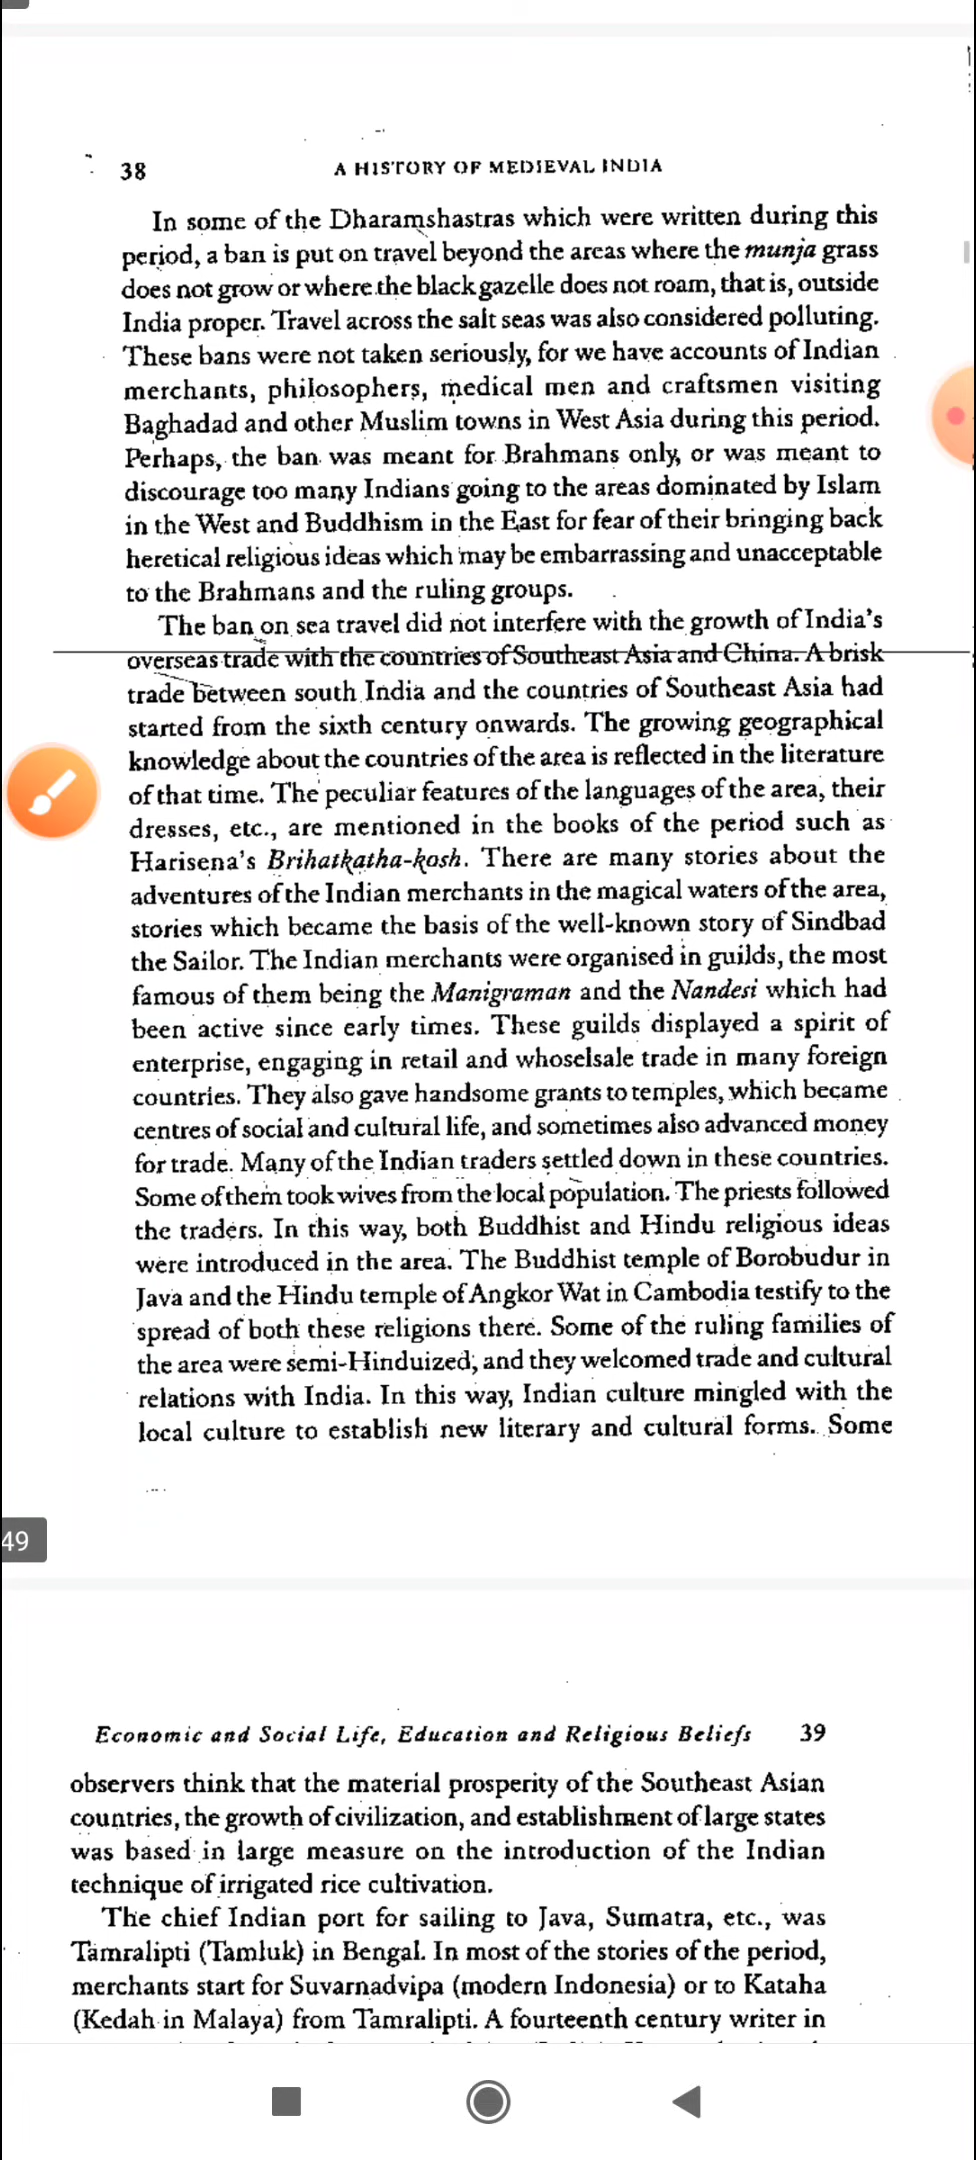 38 A HISTORY OF MEDIEVAL INDIA
In some of the Dharamshastras which were written during this
period, a ban is put on travel beyond the areas where the munja grass
does not grow or where the black gazelle does not roam, that is, outside
India proper. Travel across the salt seas was also considered polluting.
These bans were not taken seriously, for we have accounts of Indian
merchants, philosophers, medical men and craftsmen visiting
Baghadad and other Muslim towns in West Asia during this period.
Perhaps, the ban was meant for Brahmans only, or was meant to
discourage too many Indians going to the areas dominated by Islam
in the West and Buddhism in the East for fear of their bringing back
heretical religious ideas which may be embarrassing and unacceptable
to the Brahmans and the ruling groups.
The ban on sea travel did not interfere with the growth of India's
overseas trade with the countries of Southeast Asia and China. A brisk
trade between south India and the countries of Southeast Asia had
started from the sixth century onwards. The growing geographical
knowledge about the countries of the area is reflected in the literature
of that time. The peculiar features of the languages of the area, their
dresses, etc., are mentioned in the books of the period such as
Harisena's Brihatkatha-kosh. There are many stories about the
adventures of the Indian merchants in the magical waters of the area,
stories which became the basis of the well-known story of Sindbad
the Sailor. The Indian merchants were organised in guilds, the most
famous of them being the Manigraman and the Nandesi which had
been active since early times. These guilds displayed a spirit of
enterprise, engaging in retail and whoselsale trade in many foreign
countries. They also gave handsome grants to temples, which became
centres of social and cultural life, and sometimes also advanced money
for trade. Many of the Indian traders settled down in these countries.
Some of them took wives from the local population. The priests followed
the traders. In this way, both Buddhist and Hindu religious ideas
were introduced in the area. The Buddhist temple of Borobudur in
Java and the Hindu temple of Angkor Wat in Cambodia testify to the
spread of both these religions there. Some of the ruling families of
the area were semi-Hinduized, and they welcomed trade and cultural
relations with India. In this way, Indian culture mingled with the
local culture to establish new literary and cultural forms. Some
49
Economic and Social Life, Education and Religious Beliefs 39
observers think that the material prosperity of the Southeast Asian
countries, the growth of civilization, and establishment of large states
was based in large measure on the introduction of the Indian
technique of irrigated rice cultivation.
The chief Indian port for sailing to Java, Sumatra, etc., was
Tamralipti (Tamluk) in Bengal. In most of the stories of the period,
merchants start for Suvarnadvipa (modern Indonesia) or to Kataha
(Kedah in Malaya) from Tamralipti. A fourteenth century writer in